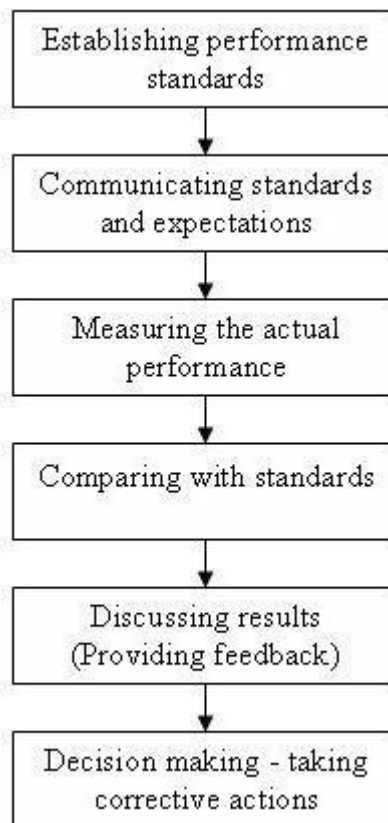 Establishing performance
standards
Communicating standards
and expectations
Measuring the actual
performance
Comparing with standards
Discussing results
(Providing feedback)
Decision making - taking
corrective actions